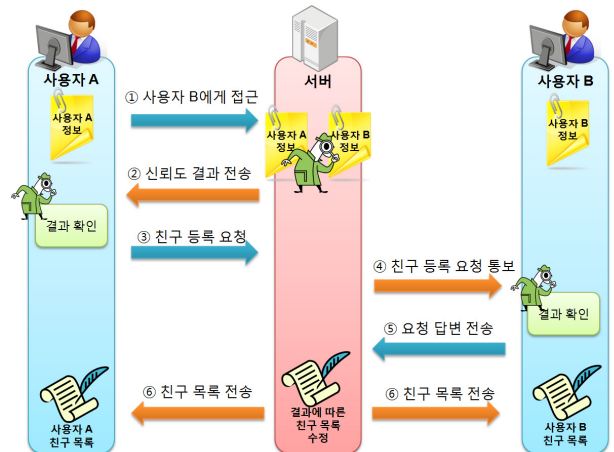 사용자 A
서버
사용자 B
① 사용자 B에게 접근
사용자 A
정보
사용자 A
정보
사용자 B
정보
사용자 B
정보
② 신뢰도 결과 전송
결과 확인
③ 친구 등록 요청
④ 친구 등록 요청 통보
결과 확인
⑤ 요청 답변 전송
⑥ 친구 목록 전송
⑥ 친구 목록 전송
사용자 A
친구 목록
결과에 따른
친구 목록
수정
사용자 B
친구 목록